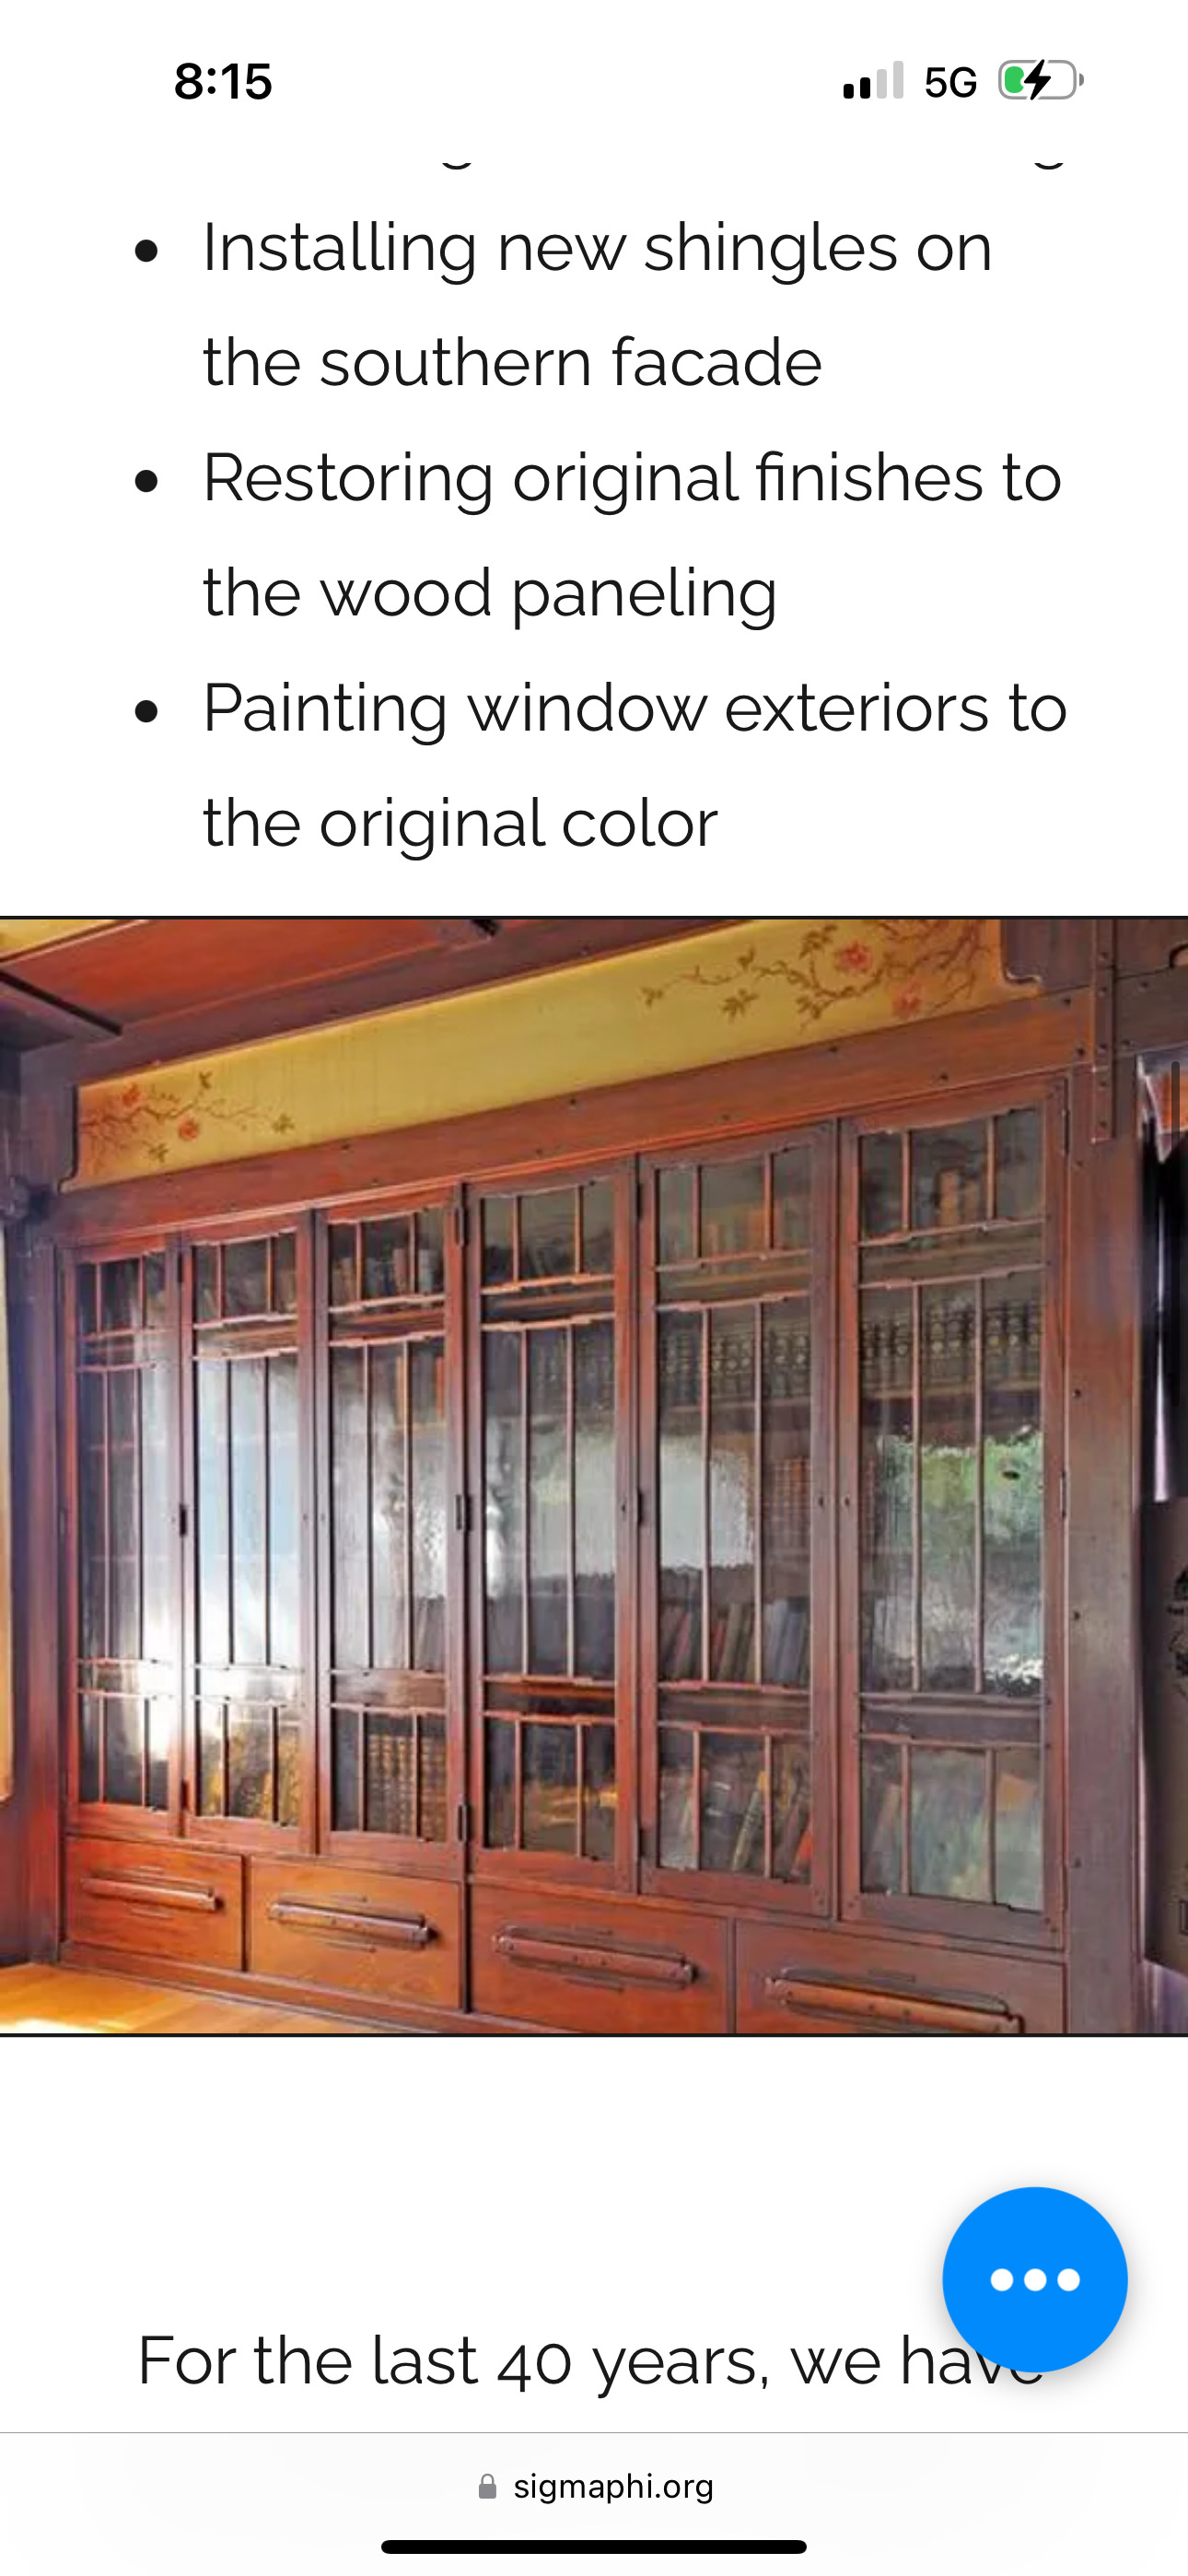 8:15 5G
• Installing new shingles on
the southern facade
• Restoring original finishes to
the wood paneling
• Painting window exteriors to
the original color
For the last 40 years, we have
sigmaphi.org